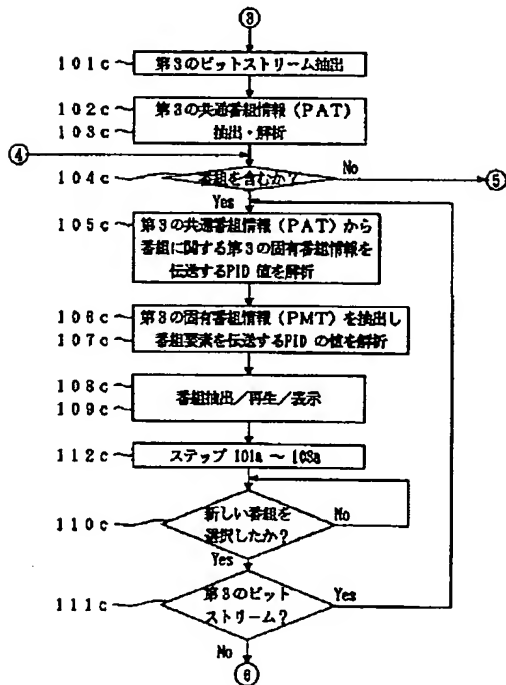 ③
101c
第3のビットストリーム抽出
102c
103c
第3の共通番組情報（PAT）
抽出・解析
④
104c
番組を含むか？
No
⑤
Yes
105c
第3の共通番組情報（PAT）から
番組に関する第3の固有番組情報を
伝送するPID 値を解析
106c
107c
第3の固有番組情報（PMT）を抽出し
番組要素を伝送するPID の値を解析
108c
109c
番組抽出／再生／表示
112c
ステップ 101a ～ 103a
110c
新しい番組を
選択したか？
No
Yes
111c
第3のビット
ストリーム？
Yes
No
⑥